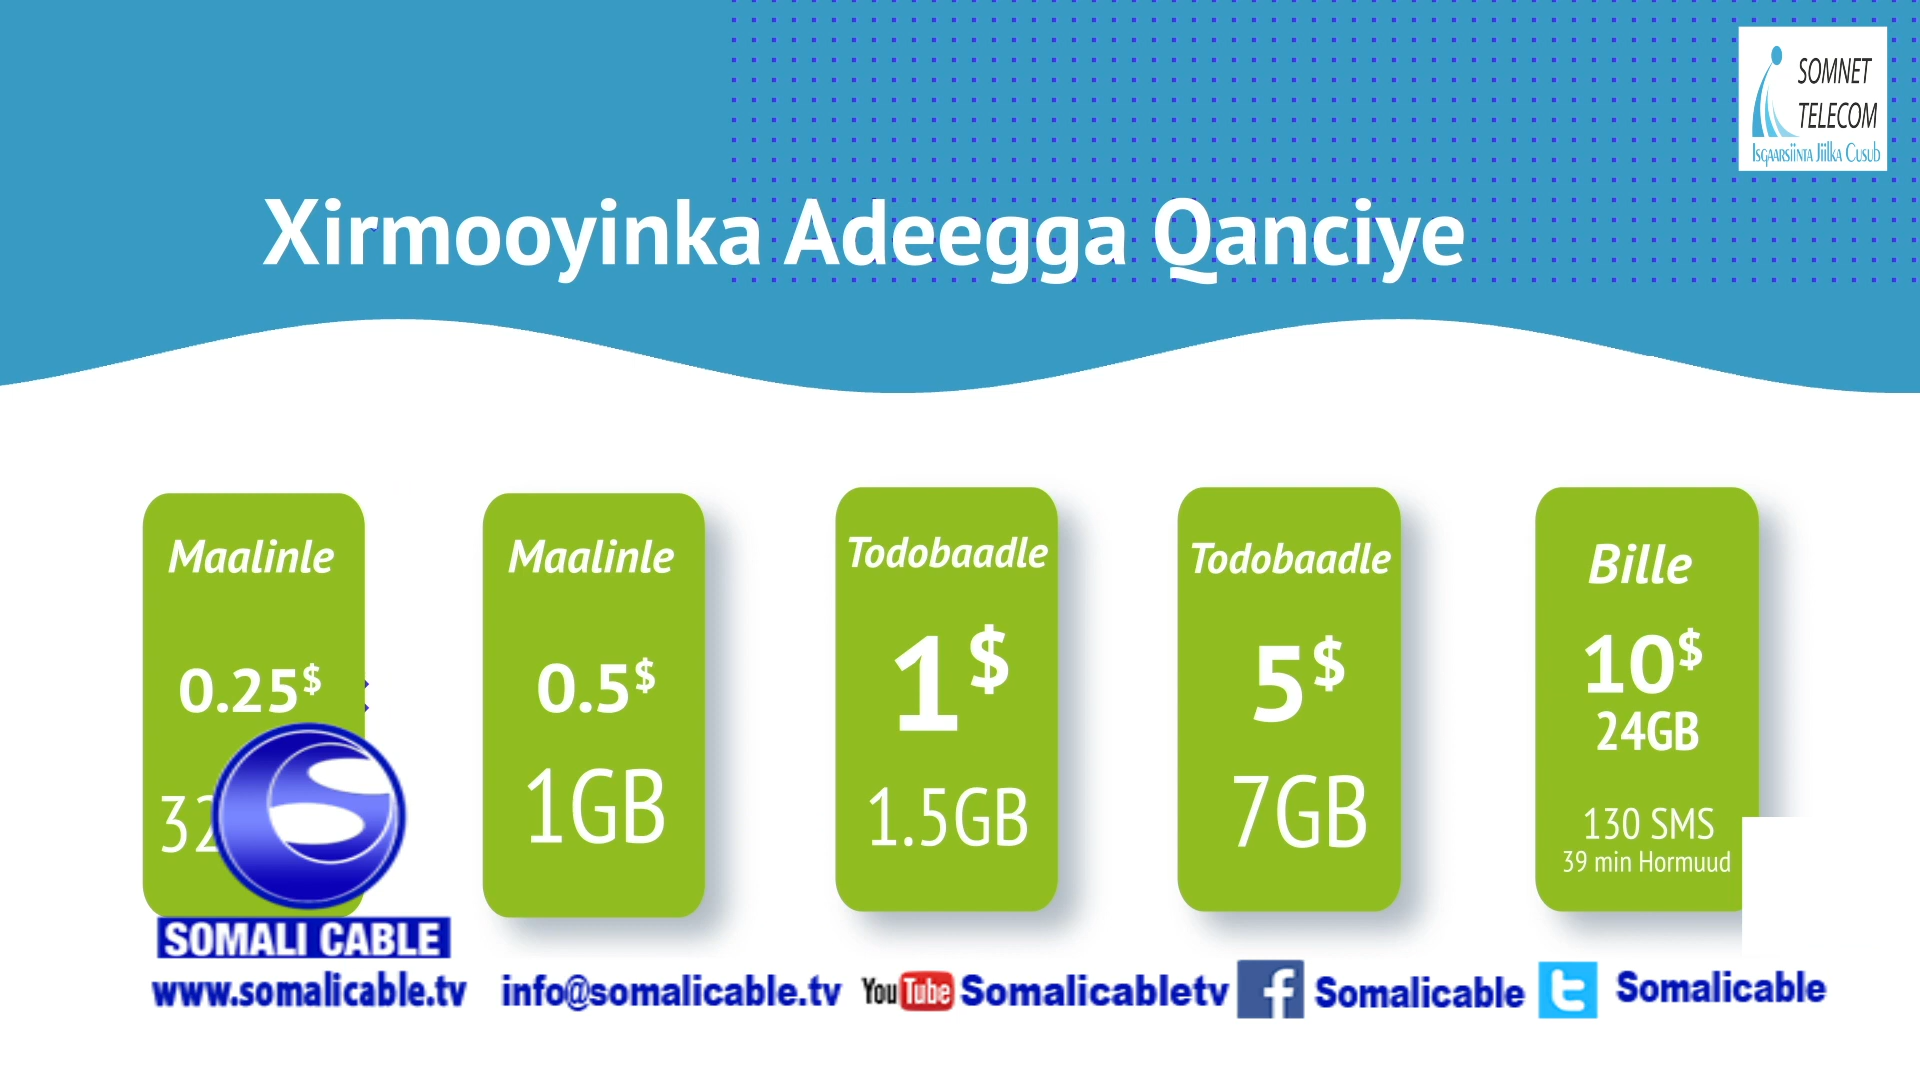 SOMNET
TELECOM
Isgaarsiinta Jiilka Cusub
Xirmooyinka Adeegga Qanciye
Maalinle
0.25$
Maalinle
0.5$
1GB
Todobaadle
1$
1.5GB
Todobaadle
5$
7GB
Bille
10$
24GB
130 SMS
39 min Hormuud
SOMALI CABLE
www.somalicable.tv
info@somalicable.tv
YouTube Somalicabletv
f Somalicable
t Somalicable